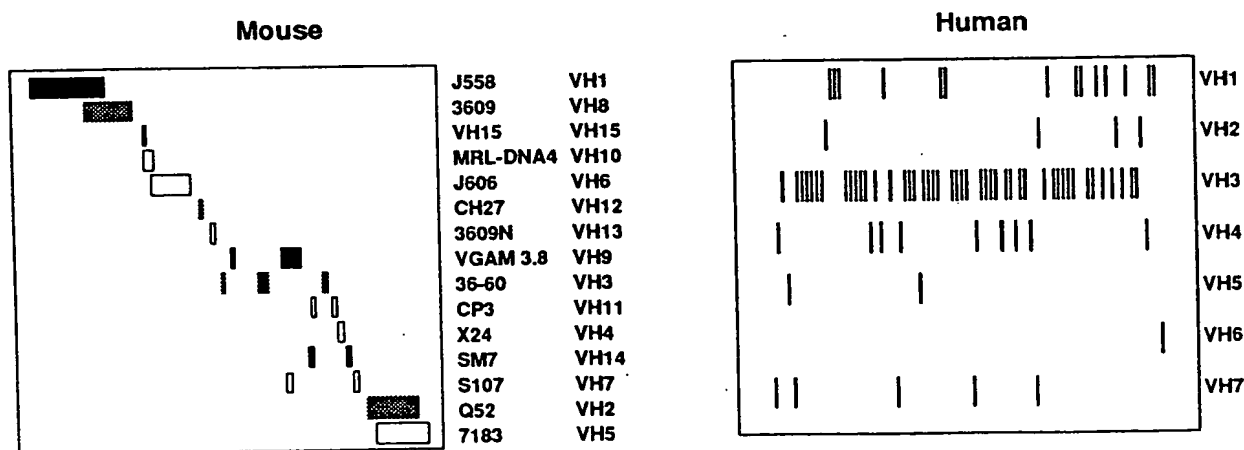 Mouse
J558 VH1
3609 VH8
VH15 VH15
MRL-DNA4 VH10
J606 VH6
CH27 VH12
3609N VH13
VGAM 3.8 VH9
36-60 VH3
CP3 VH11
X24 VH4
SM7 VH14
S107 VH7
Q52 VH2
7183 VH5
Human
VH1
VH2
VH3
VH4
VH5
VH6
VH7